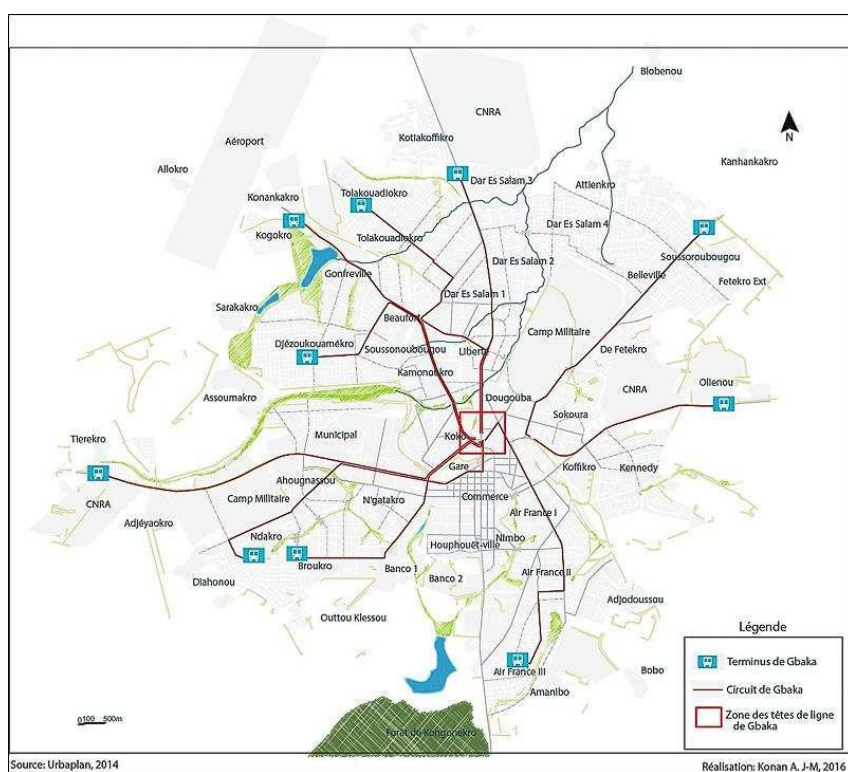 Blobenou
CNRA
Kotiakoffikro
Aéroport
N
Kanhankakro
Allokro
Dar Es Salam 3
Attienkro
Konankakro
Tolakouadiokro
Kogokro
Tolakouadiokro
Dar Es Salam 4
Dar Es Salam 2
Soussoroubougou
Gonfreville
Belleville
Fetekro Ext
Sarakakro
Dar Es Salam 1
Beaufort
Camp Militaire
Djézoukouamékro
Soussonoubougou
Liberté
De Fetekro
Kamonoukro
CNRA
Ollenou
Assoumakro
Dougouba
Sokoura
Municipal
Koko
Tierekro
Gare
Koffikro
Kennedy
Ahougnassou
CNRA
Camp Militaire
N'gatakro
Commerce
Adjéyaokro
Air France I
Ndakro
Nimbo
Houphouët-ville
Broukro
Banco 1
Air France II
Diahonou
Banco 2
Adjodoussou
Outtou Klessou
Légende
Air France III
Bobo
Terminus de Gbaka
Amanibo
Circuit de Gbaka
Zone des têtes de ligne
de Gbaka
0 100 500m
Forêt de Kongonekro
Source: Urbaplan, 2014
Réalisation: Konan A. J-M, 2016